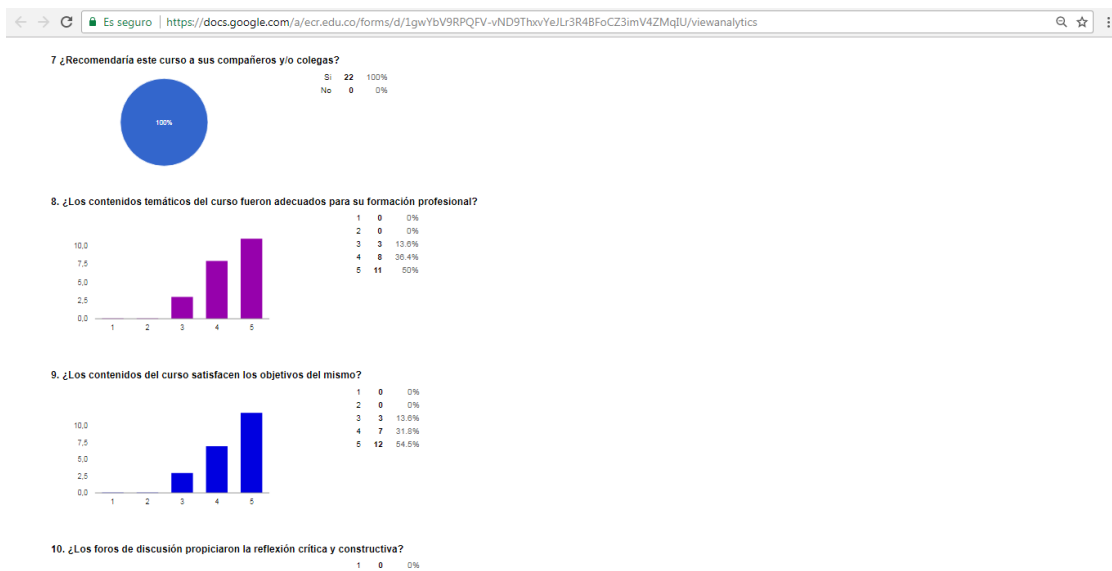 Es seguro | https://docs.google.com/a/ecr.edu.co/forms/d/1gwYbV9RPQFV-vND9ThxvYeJLr3R4BFoCZ3imV4ZMqIU/viewanalytics
7 ¿Recomendaría este curso a sus compañeros y/o colegas?
Si 22 100%
No 0 0%
100%
8. ¿Los contenidos temáticos del curso fueron adecuados para su formación profesional?
1 0 0%
2 0 0%
3 3 13.6%
4 8 36.4%
5 11 50%
10,0
7,5
5,0
2,5
0,0
1 2 3 4 5
9. ¿Los contenidos del curso satisfacen los objetivos del mismo?
1 0 0%
2 0 0%
3 3 13.6%
4 7 31.8%
5 12 54.5%
10,0
7,5
5,0
2,5
0,0
1 2 3 4 5
10. ¿Los foros de discusión propiciaron la reflexión crítica y constructiva?
1 0 0%